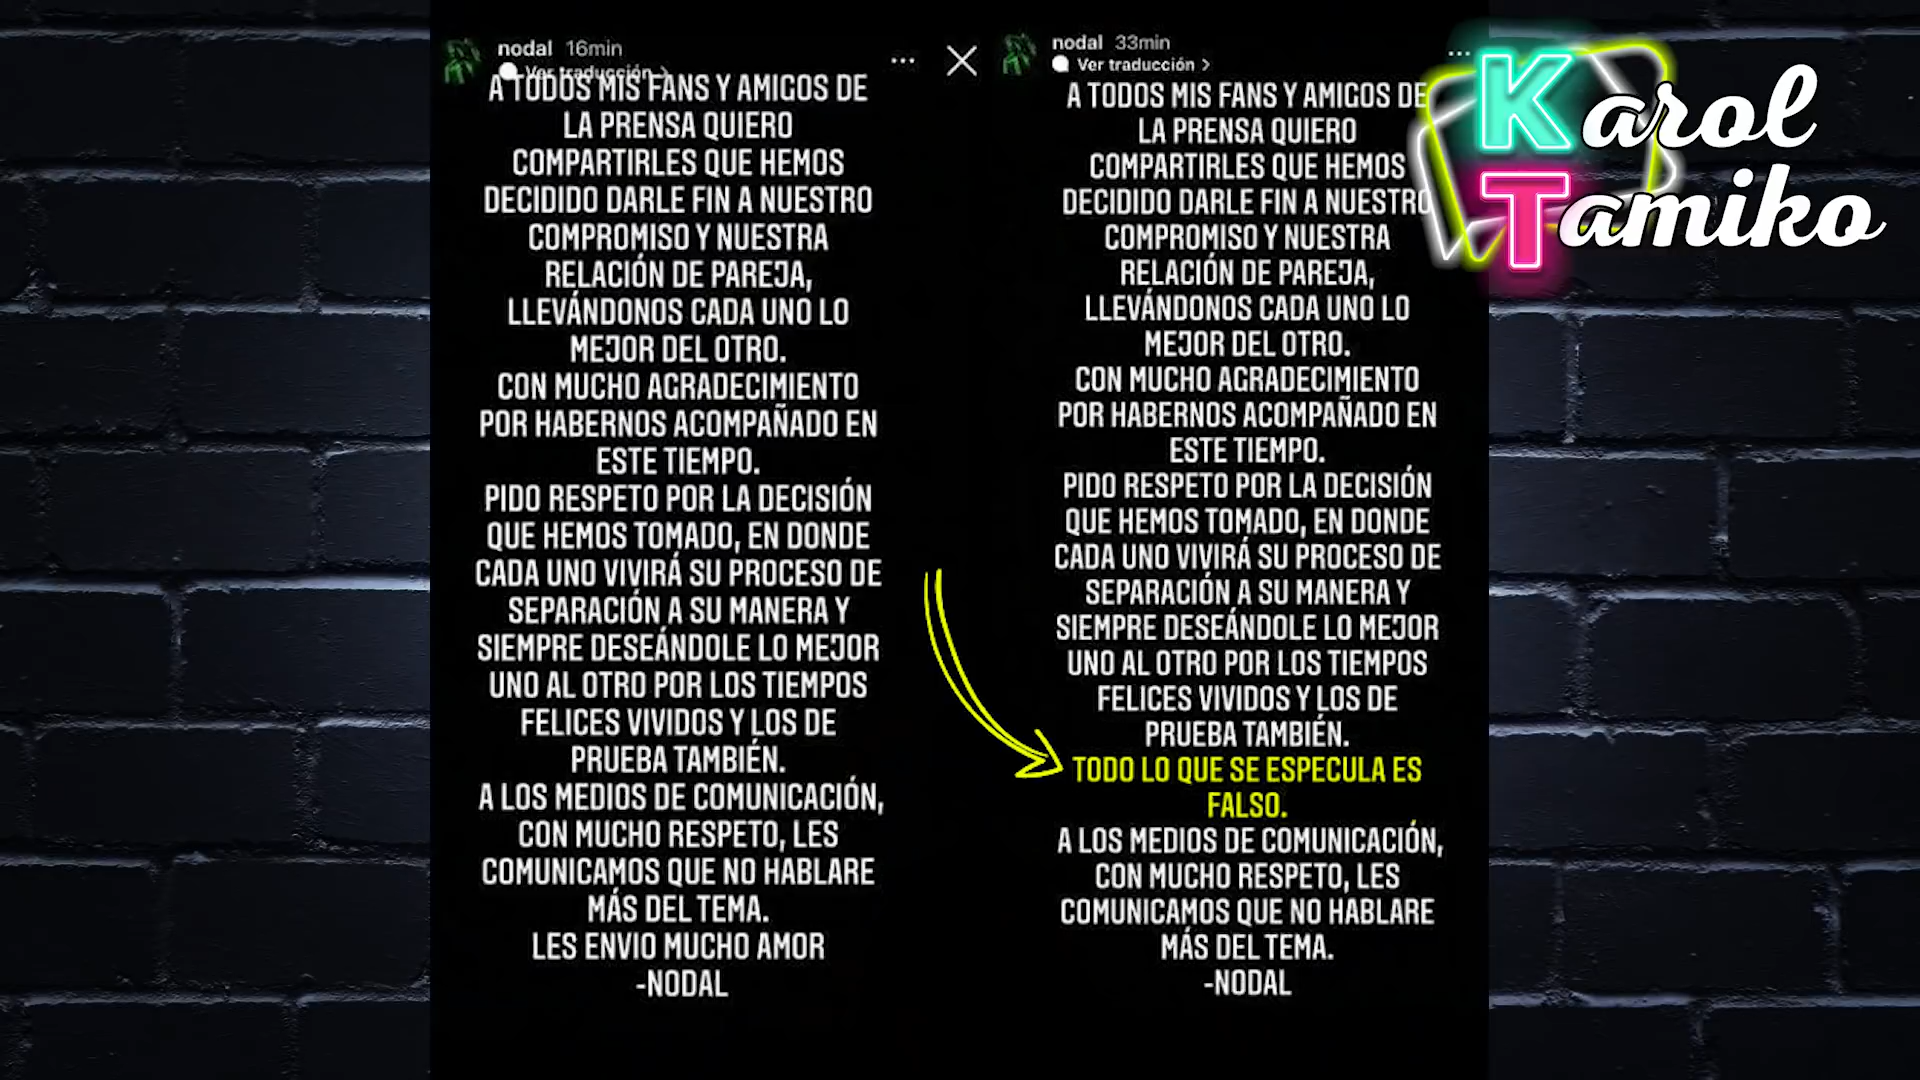 nodal 16min
Ver traducción >
A TODOS MIS FANS Y AMIGOS DE
LA PRENSA QUIERO
COMPARTIRLES QUE HEMOS
DECIDIDO DARLE FIN A NUESTRO
COMPROMISO Y NUESTRA
RELACIÓN DE PAREJA,
LLEVÁNDONOS CADA UNO LO
MEJOR DEL OTRO.
CON MUCHO AGRADECIMIENTO
POR HABERNOS ACOMPAÑADO EN
ESTE TIEMPO.
PIDO RESPETO POR LA DECISIÓN
QUE HEMOS TOMADO, EN DONDE
CADA UNO VIVIRÁ SU PROCESO DE
SEPARACIÓN A SU MANERA Y
SIEMPRE DESEÁNDOLE LO MEJOR
UNO AL OTRO POR LOS TIEMPOS
FELICES VIVIDOS Y LOS DE
PRUEBA TAMBIÉN.
A LOS MEDIOS DE COMUNICACIÓN,
CON MUCHO RESPETO, LES
COMUNICAMOS QUE NO HABLARE
MÁS DEL TEMA.
LES ENVIO MUCHO AMOR
-NODAL
nodal 33min
Ver traducción >
A TODOS MIS FANS Y AMIGOS DE
LA PRENSA QUIERO
COMPARTIRLES QUE HEMOS
DECIDIDO DARLE FIN A NUESTRO
COMPROMISO Y NUESTRA
RELACIÓN DE PAREJA,
LLEVÁNDONOS CADA UNO LO
MEJOR DEL OTRO.
CON MUCHO AGRADECIMIENTO
POR HABERNOS ACOMPAÑADO EN
ESTE TIEMPO.
PIDO RESPETO POR LA DECISIÓN
QUE HEMOS TOMADO, EN DONDE
CADA UNO VIVIRÁ SU PROCESO DE
SEPARACIÓN A SU MANERA Y
SIEMPRE DESEÁNDOLE LO MEJOR
UNO AL OTRO POR LOS TIEMPOS
FELICES VIVIDOS Y LOS DE
PRUEBA TAMBIÉN.
TODO LO QUE SE ESPECULA ES
FALSO.
A LOS MEDIOS DE COMUNICACIÓN,
CON MUCHO RESPETO, LES
COMUNICAMOS QUE NO HABLARE
MÁS DEL TEMA.
-NODAL
Karol
Tamiko